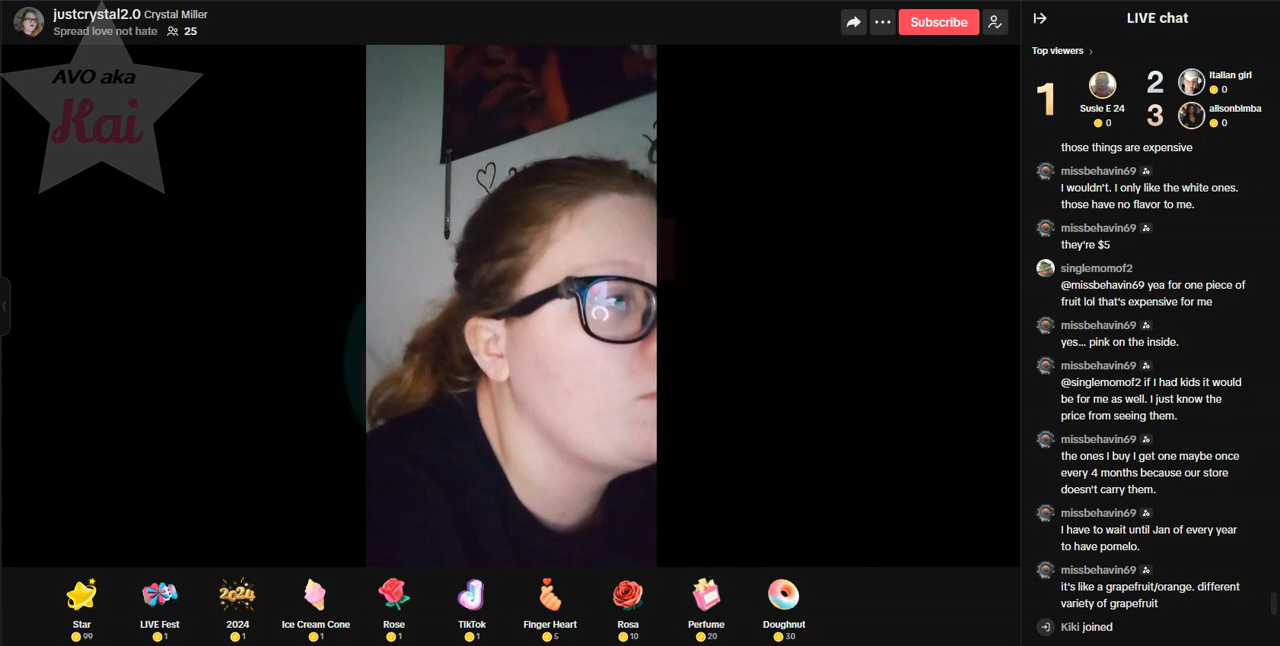 justcrystal2.0 Crystal Miller
Spread love not hate 25
Subscribe
AVO aka
Kai
LIVE chat
Top viewers
1
Susie E 24
0
2
Italian girl
0
3
alisonbimba
0
those things are expensive
missbehavin69
I wouldn't. I only like the white ones.
those have no flavor to me.
missbehavin69
they're $5
singlemomof2
@missbehavin69 yea for one piece of
fruit lol that's expensive for me
missbehavin69
yes... pink on the inside.
missbehavin69
@singlemomof2 if I had kids it would
be for me as well. I just know the
price from seeing them.
missbehavin69
the ones I buy I get one maybe once
every 4 months because our store
doesn't carry them.
missbehavin69
I have to wait until Jan of every year
to have pomelo.
missbehavin69
it's like a grapefruit/orange. different
variety of grapefruit
Kiki joined
2024
Star
99
LIVE Fest
1
2024
1
Ice Cream Cone
1
Rose
1
TikTok
1
Finger Heart
5
Rosa
10
Perfume
20
Doughnut
30